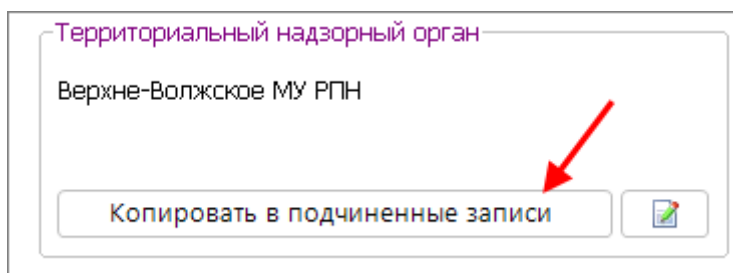 Территориальный надзорный орган
Верхне-Волжское МУ РПН
Копировать в подчиненные записи